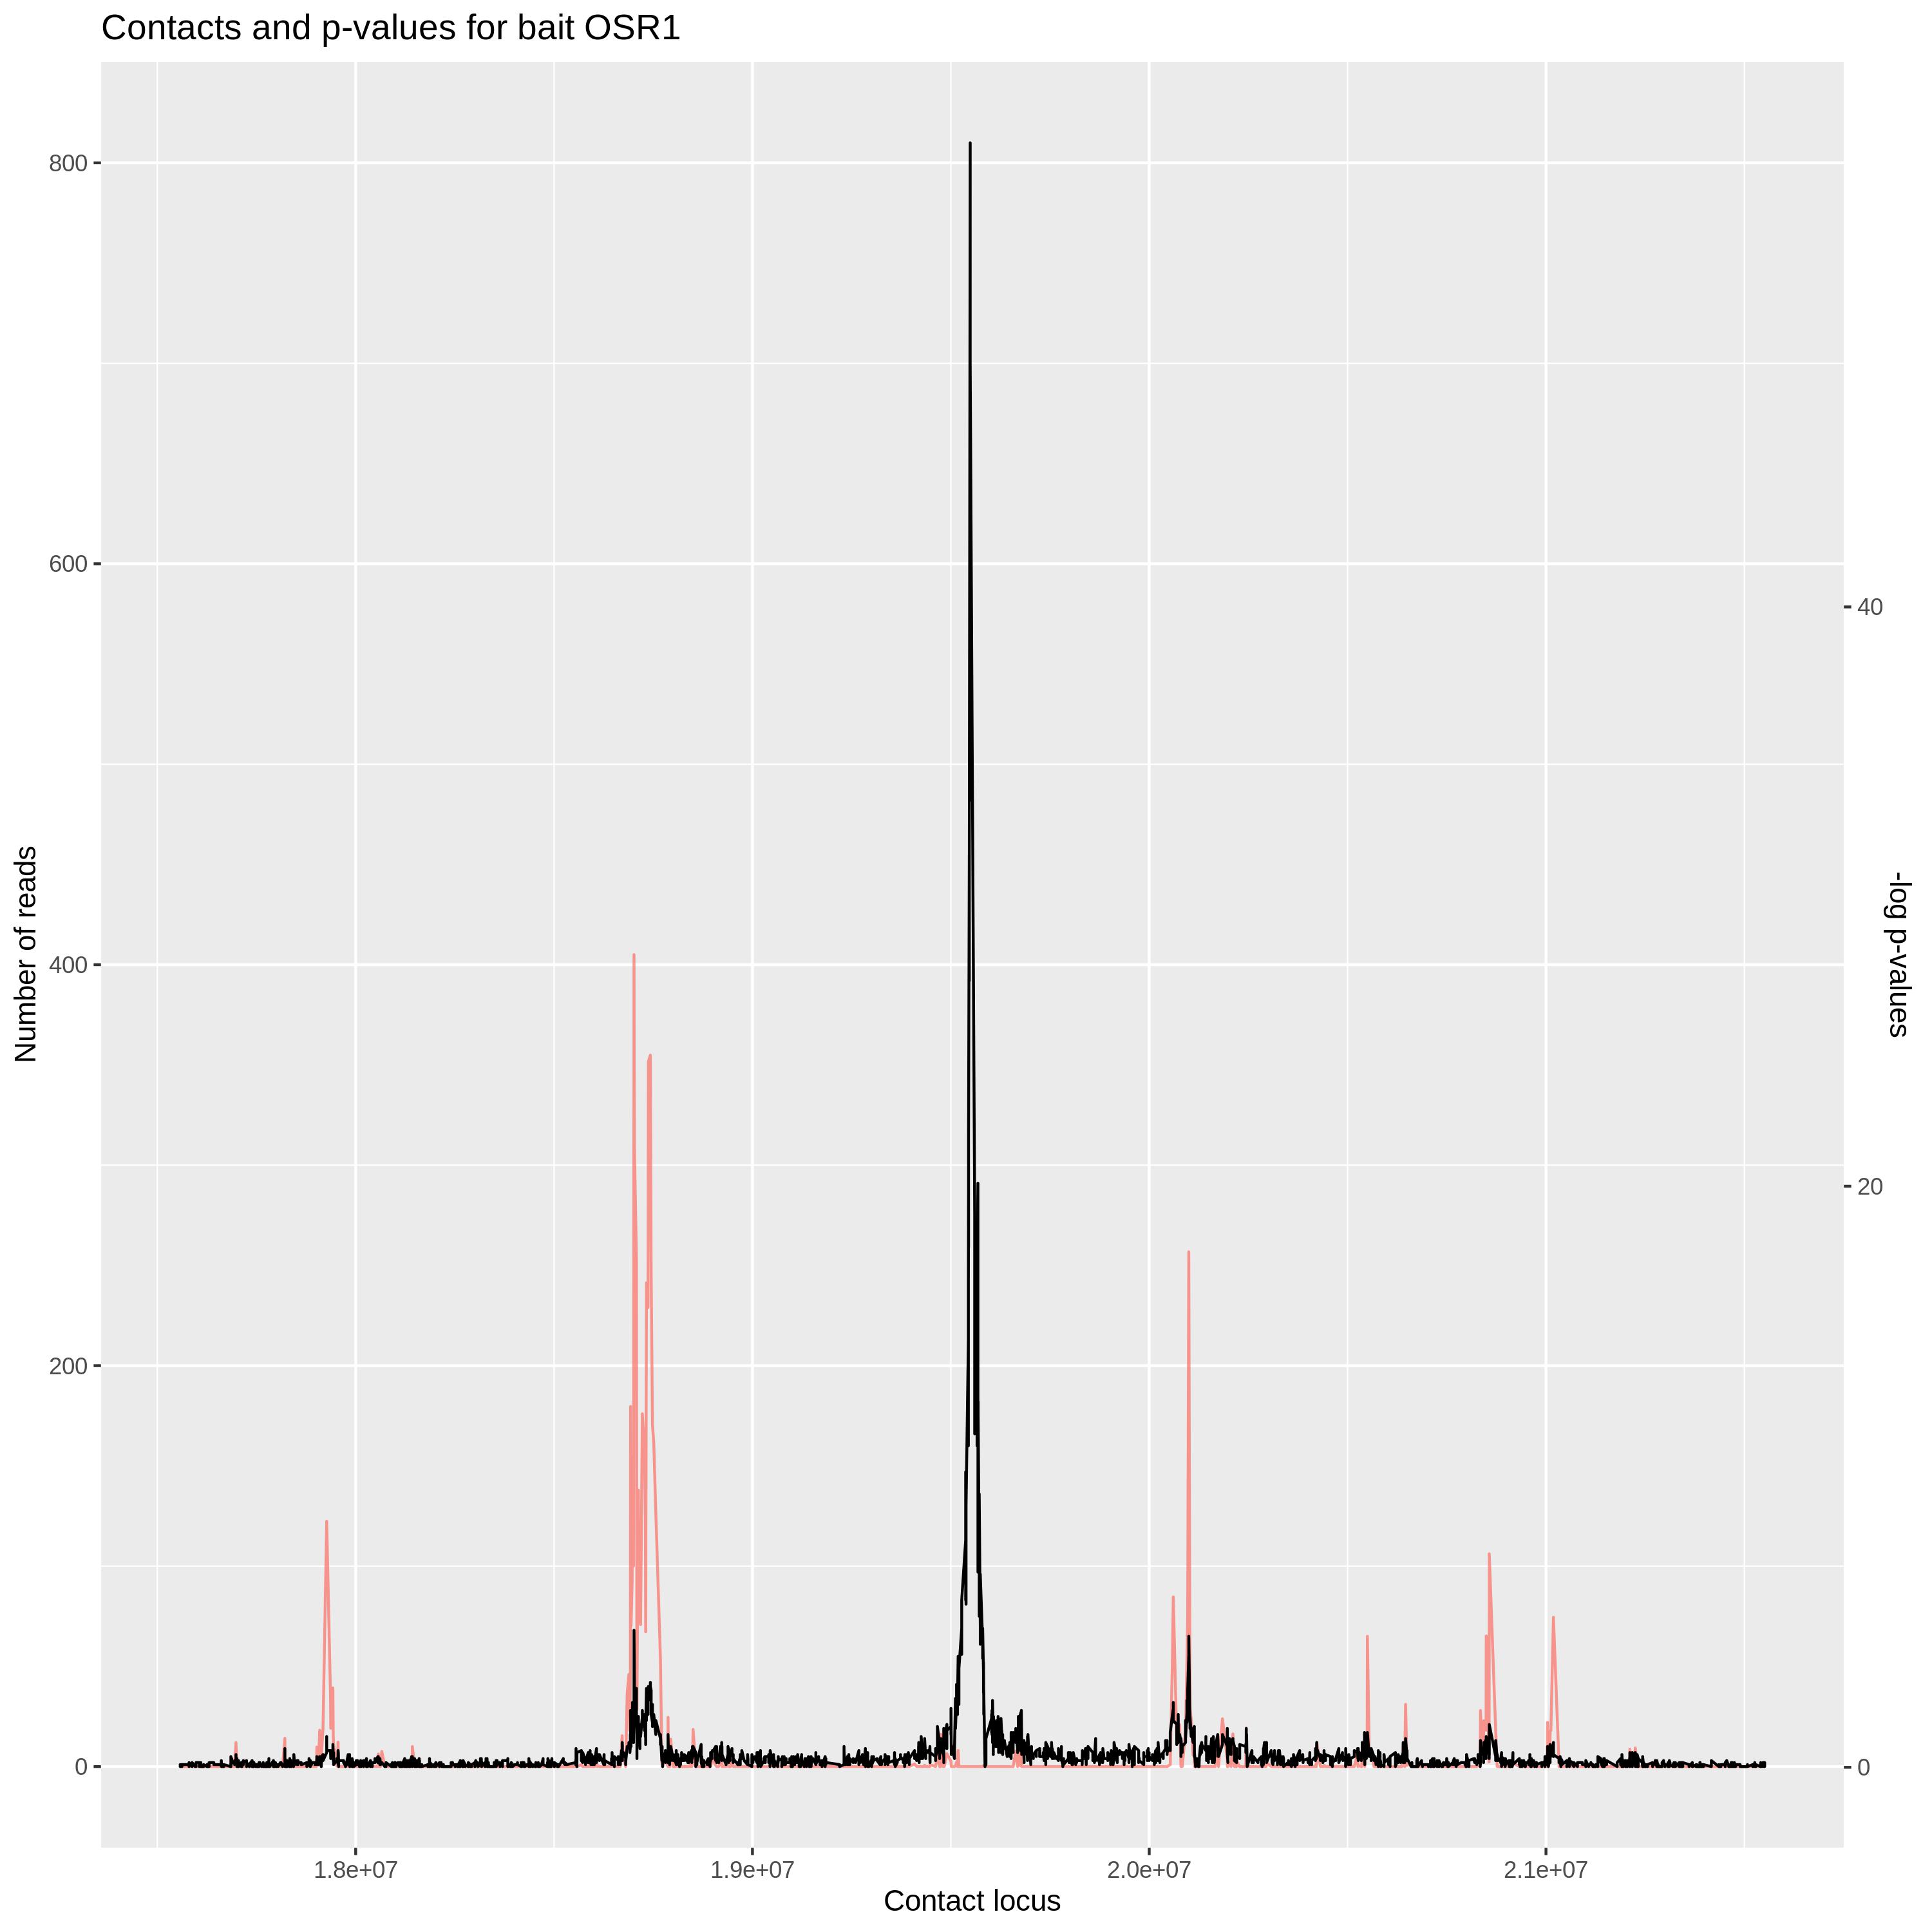 Contacts and p-values for bait OSR1
800
600
400
200
0
Number of reads
40
20
0
-log p-values
1.8e+07
1.9e+07
2.0e+07
2.1e+07
Contact locus